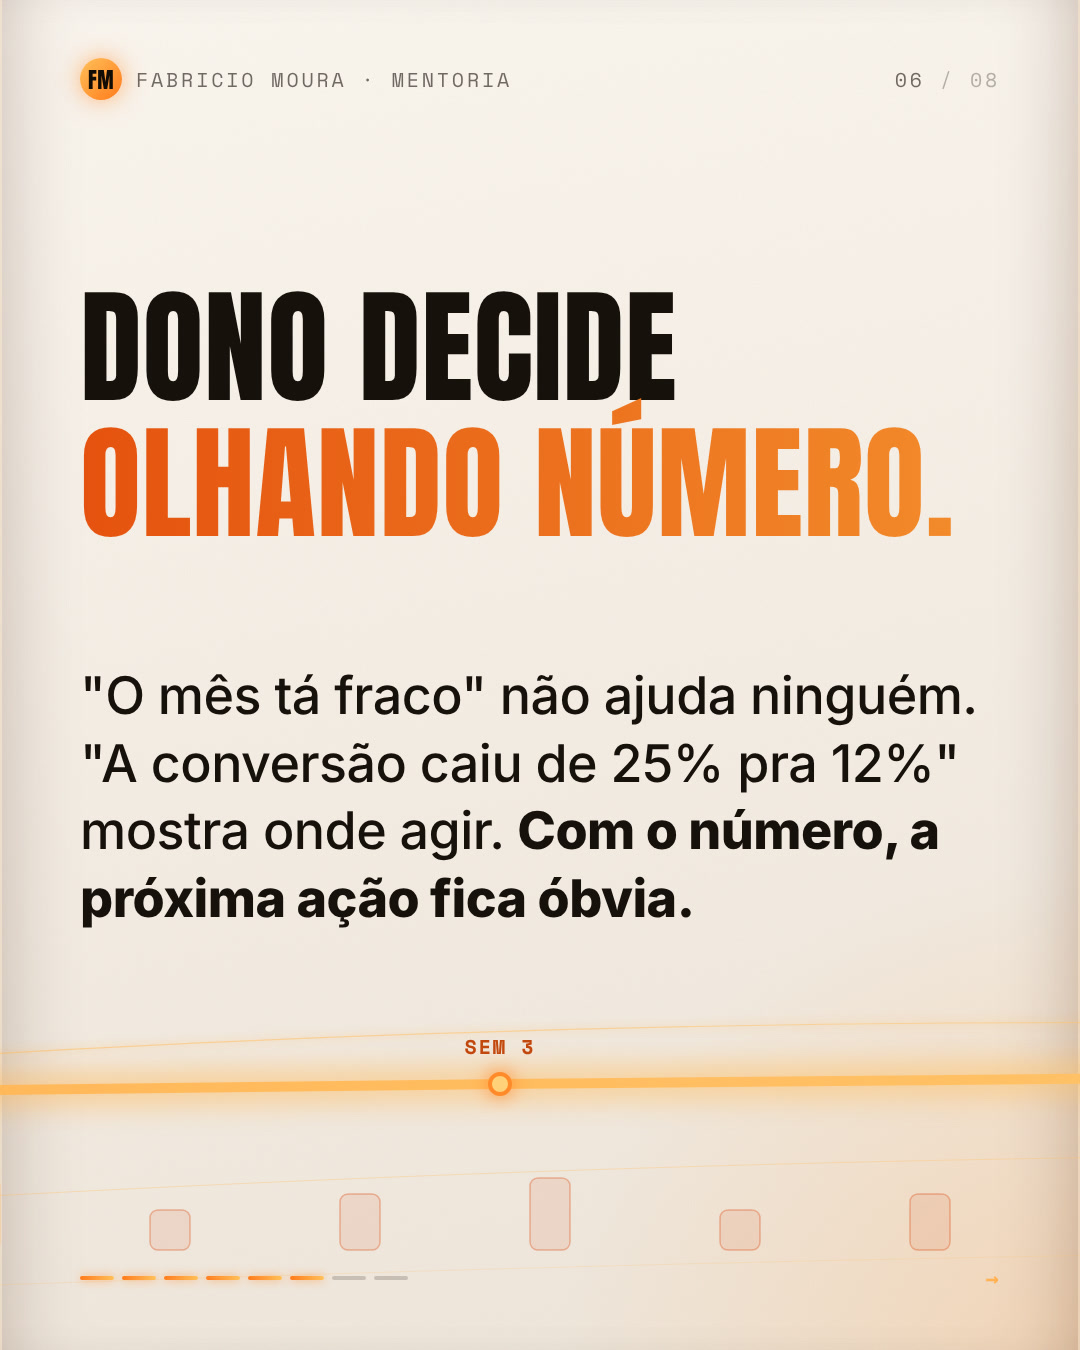 FM FABRICIO MOURA · MENTORIA
06 / 08
DONO DECIDE
OLHANDO NÚMERO.
"O mês tá fraco" não ajuda ninguém.
"A conversão caiu de 25% pra 12%"
mostra onde agir. Com o número, a
próxima ação fica óbvia.
SEM 3
→